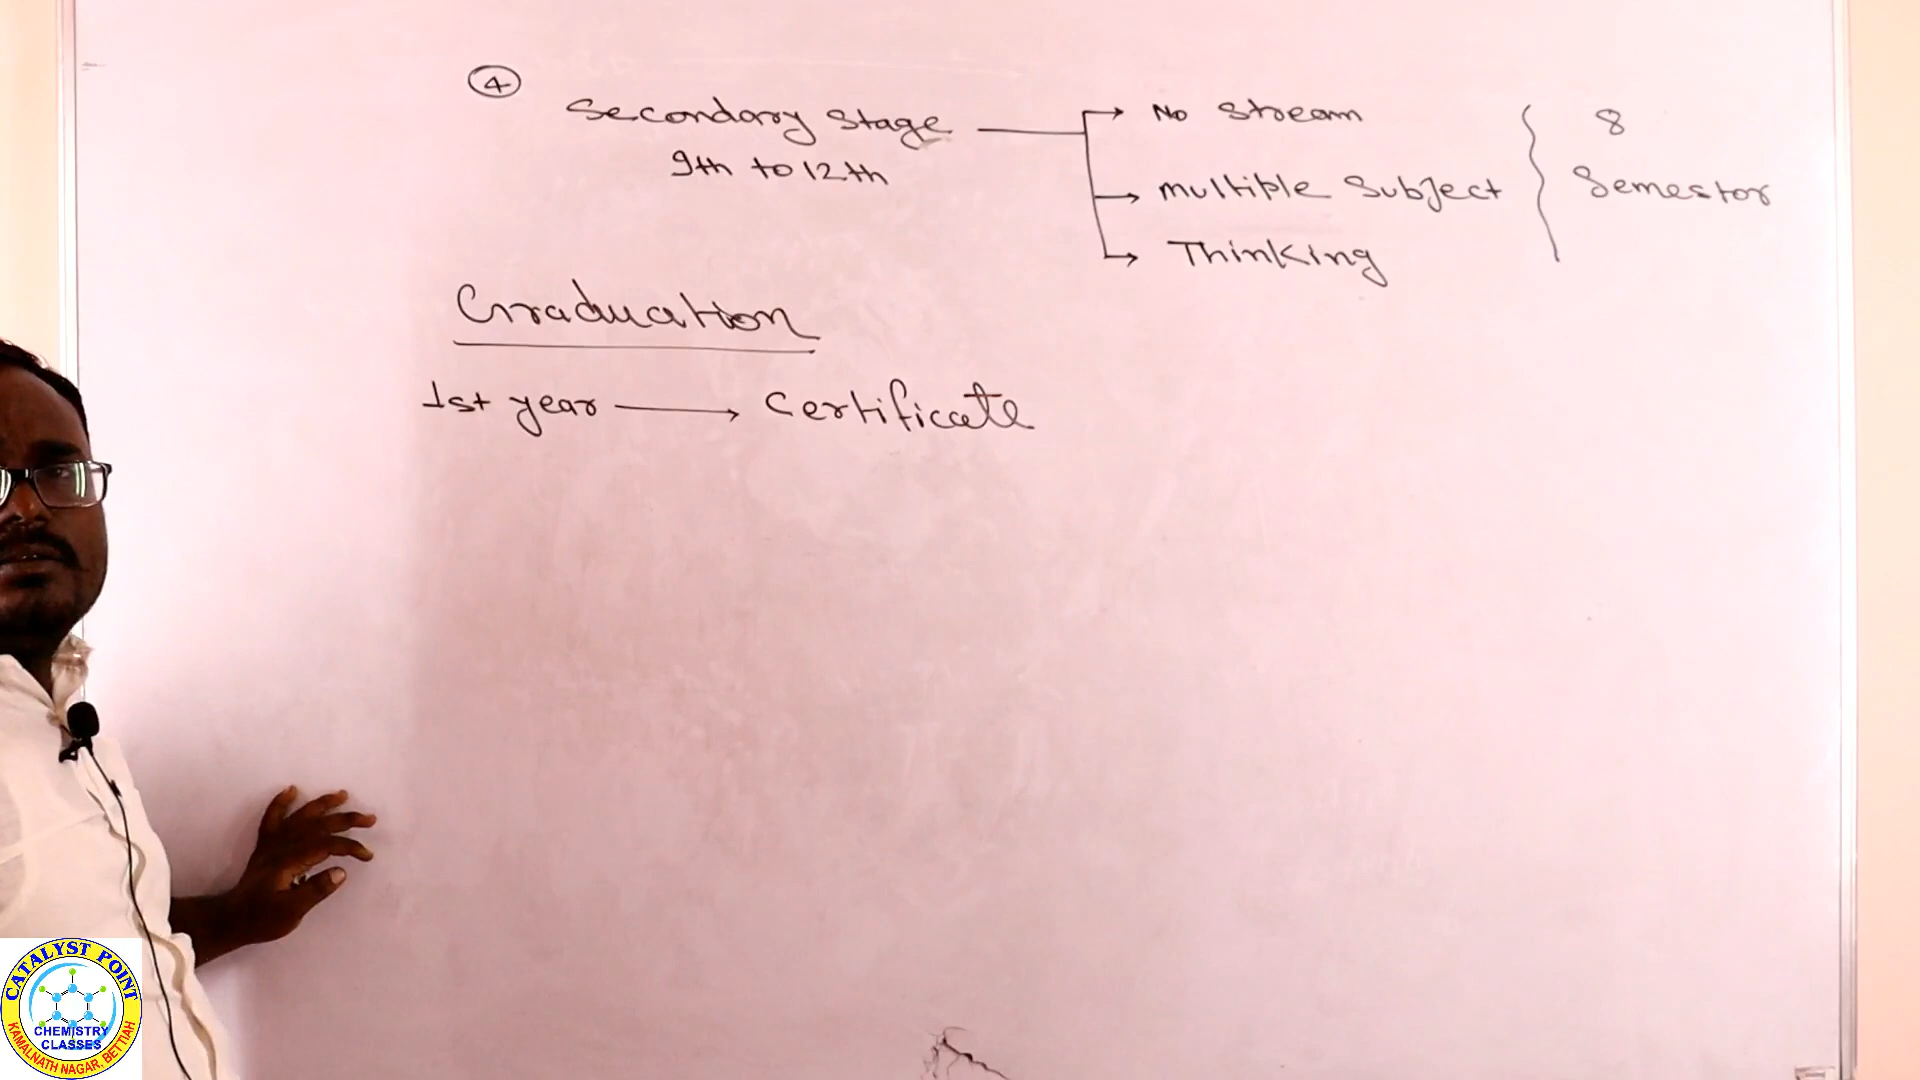 4
Secondary Stage
9th to 12th
No Stream
Multiple Subject
Thinking
8
Semestor
Graduation
1st year → Certificate
CATALYST POINT
CHEMISTRY
CLASSES
KAMALNATH NAGAR, BETTIAH